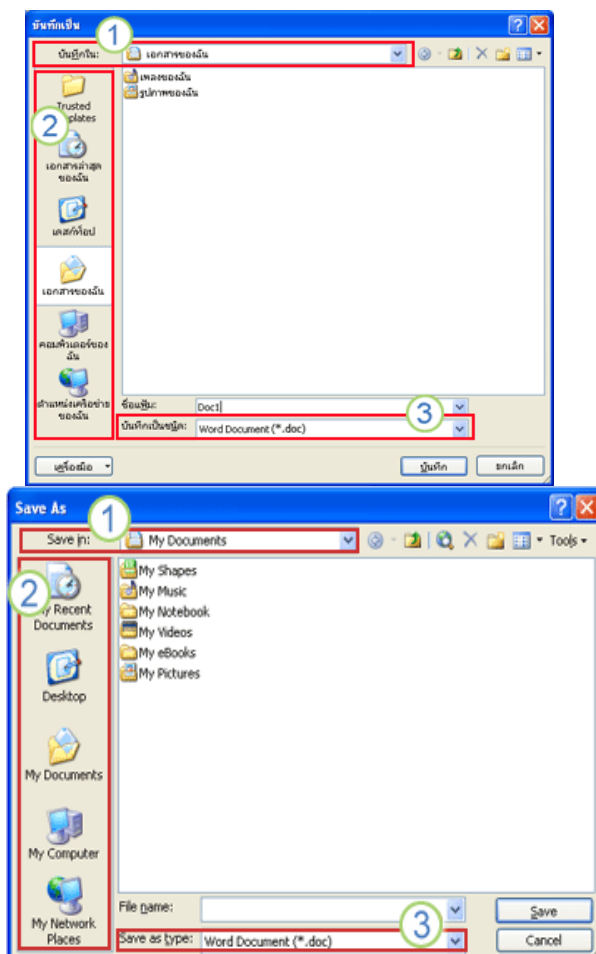 บันทึกเป็น
1
บันทึกใน:
เอกสารของฉัน
2
Trusted
plates
เอกสารล่าสุด
ของฉัน
เดสก์ท็อป
เอกสารของฉัน
คอมพิวเตอร์ของ
ฉัน
ตำแหน่งเครือข่าย
ของฉัน
เพลงของฉัน
รูปภาพของฉัน
ชื่อแฟ้ม:
Doc1
3
บันทึกเป็นชนิด:
Word Document (*.doc)
เครื่องมือ
บันทึก
ยกเลิก
Save As
1
Save in:
My Documents
Tools
2
My Recent
Documents
Desktop
My Documents
My Computer
My Network
Places
My Shapes
My Music
My Notebook
My Videos
My eBooks
My Pictures
File name:
3
Save
Save as type:
Word Document (*.doc)
Cancel